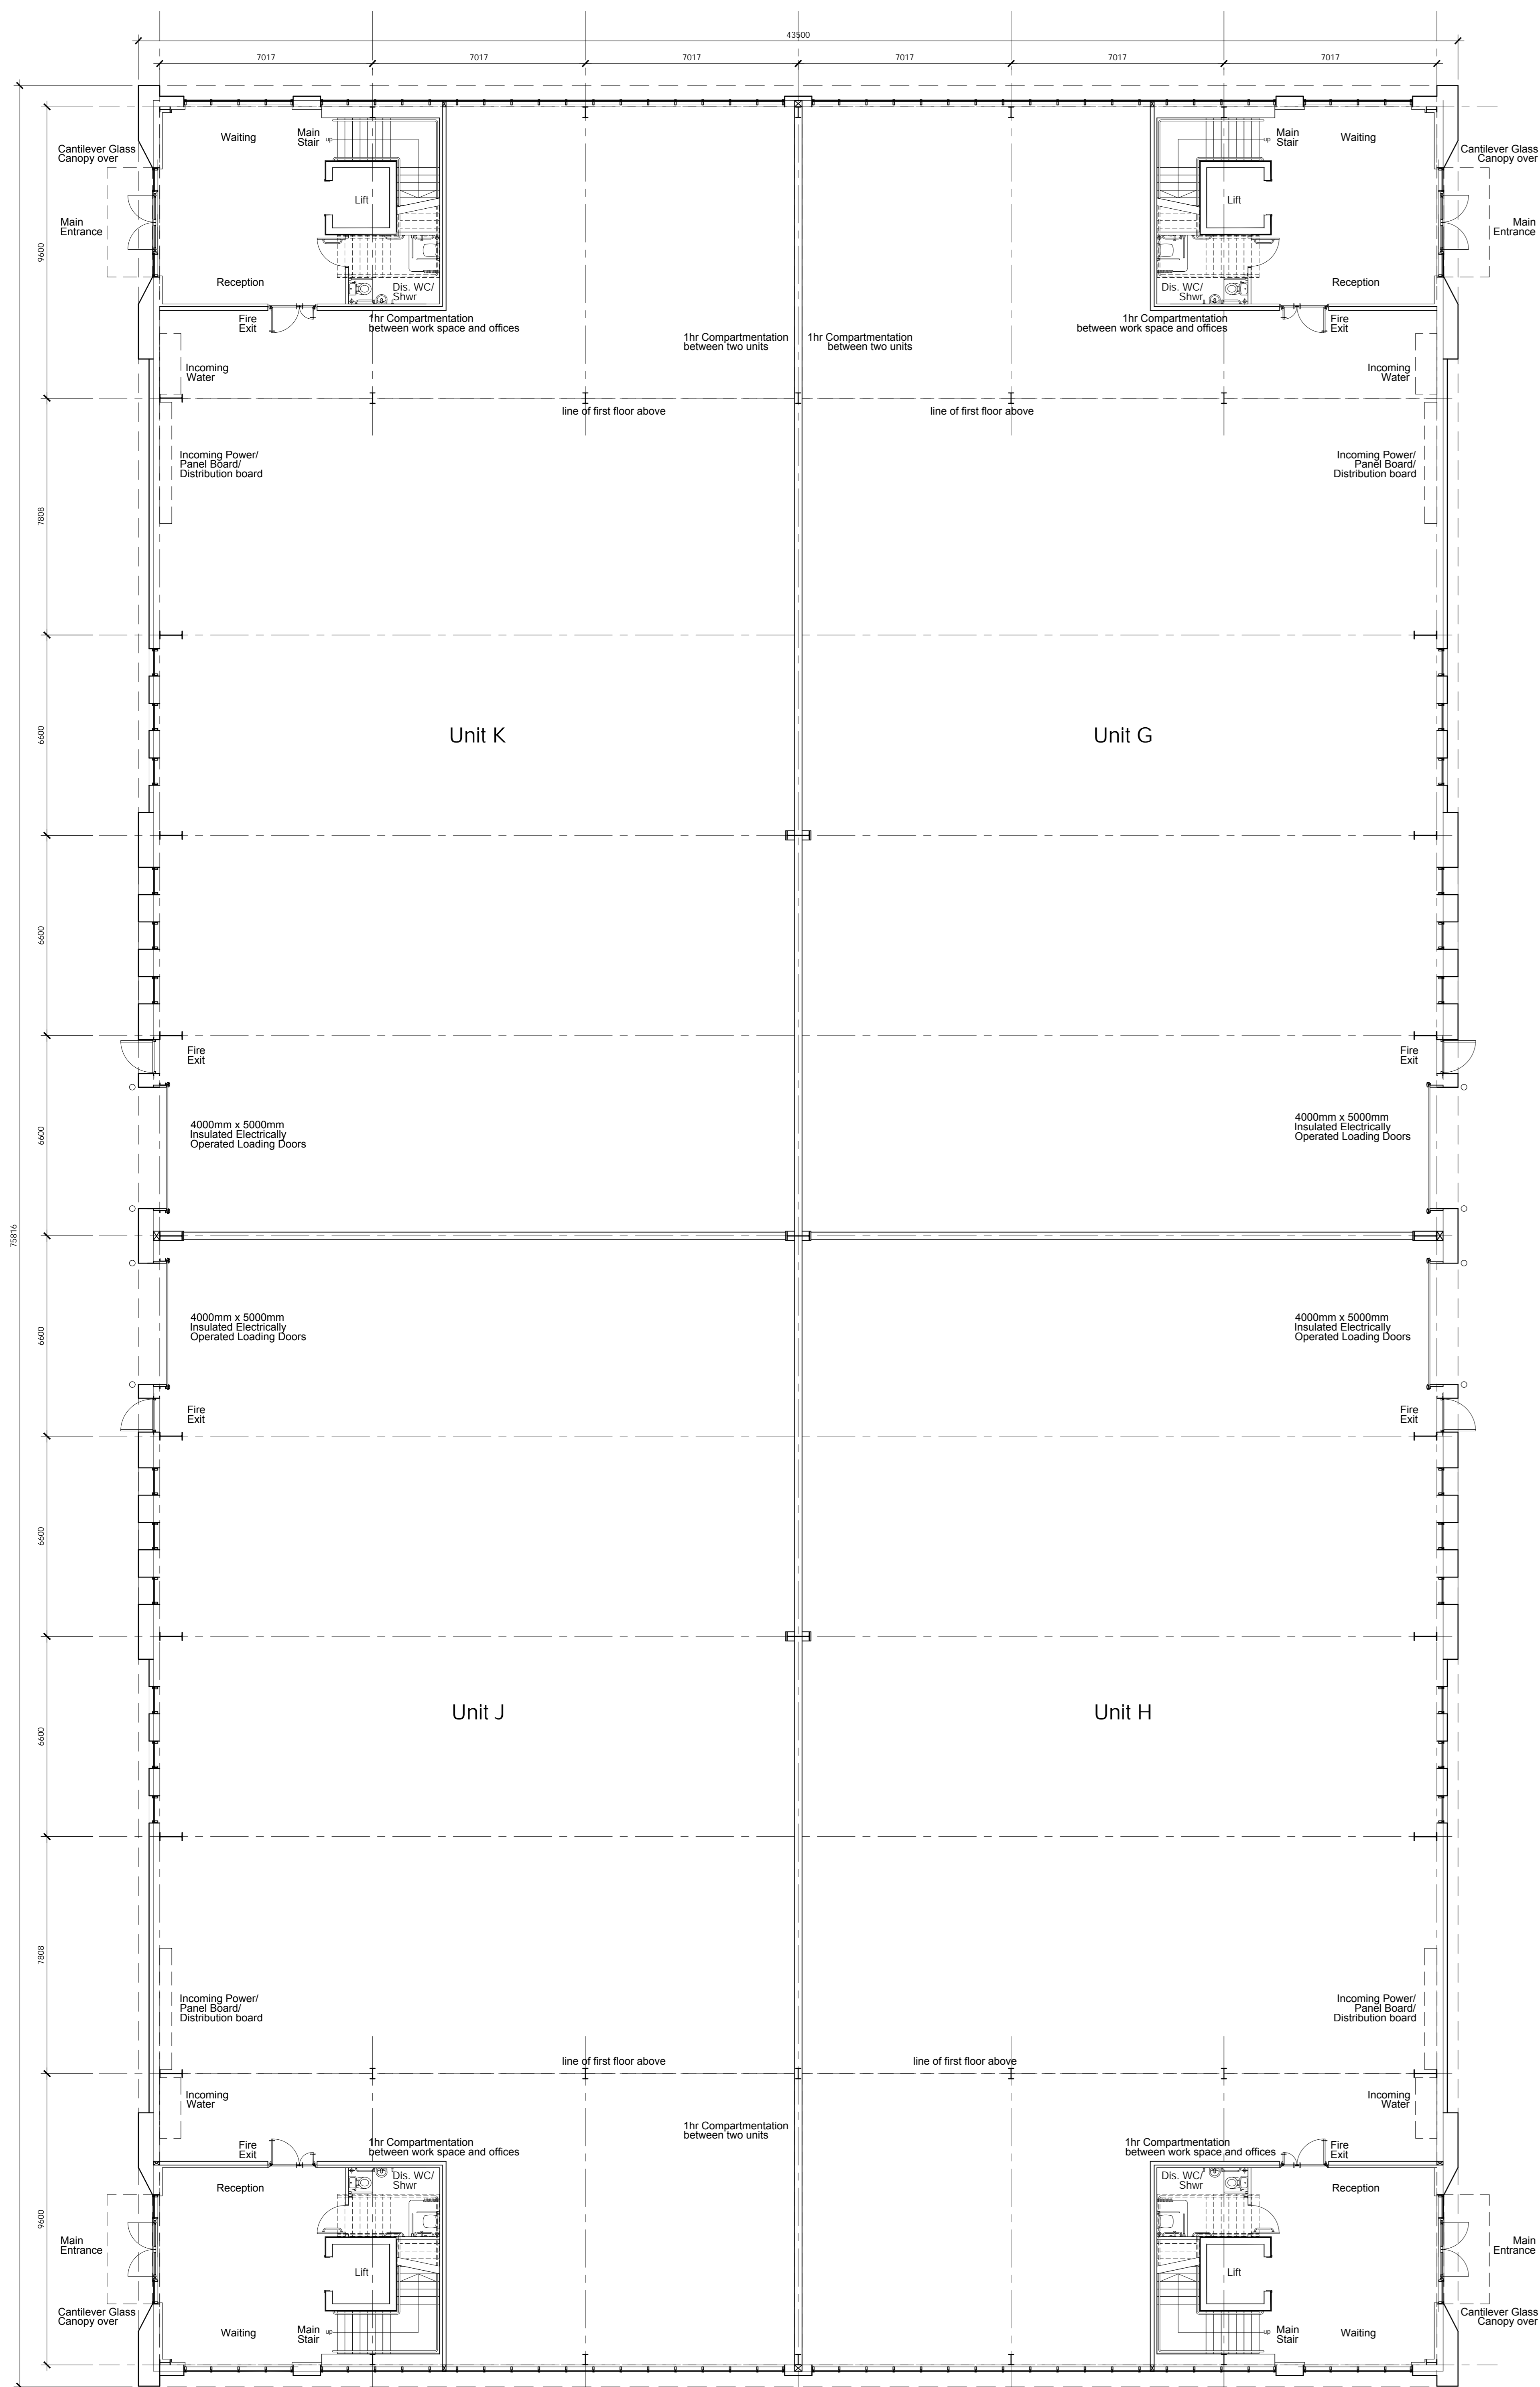 43500
7017
7017
7017
7017
7017
7017
Waiting
Main
Stair
up
Cantilever Glass
Canopy over
Lift
Main
Entrance
9600
Reception
Dis. WC/
Shwr
Fire
Exit
1hr Compartmentation
between work space and offices
1hr Compartmentation
between two units
Incoming
Water
line of first floor above
Incoming Power/
Panel Board/
Distribution board
Main
Stair
up
Waiting
Cantilever Glass
Canopy over
Lift
Main
Entrance
Dis. WC/
Shwr
Reception
1hr Compartmentation
between two units
1hr Compartmentation
between work space and offices
Fire
Exit
Incoming
Water
line of first floor above
Incoming Power/
Panel Board/
Distribution board
7808
6600
Unit K
Unit G
6600
Fire
Exit
Fire
Exit
6600
4000mm x 5000mm
Insulated Electrically
Operated Loading Doors
4000mm x 5000mm
Insulated Electrically
Operated Loading Doors
75816
6600
4000mm x 5000mm
Insulated Electrically
Operated Loading Doors
4000mm x 5000mm
Insulated Electrically
Operated Loading Doors
Fire
Exit
Fire
Exit
6600
6600
Unit J
Unit H
7808
Incoming Power/
Panel Board/
Distribution board
Incoming Power/
Panel Board/
Distribution board
line of first floor above
line of first floor above
Incoming
Water
Incoming
Water
1hr Compartmentation
between two units
Fire
Exit
1hr Compartmentation
between work space and offices
1hr Compartmentation
between work space and offices
Fire
Exit
9600
Reception
Dis. WC/
Shwr
Dis. WC/
Shwr
Reception
Main
Entrance
Main
Entrance
Lift
Lift
Cantilever Glass
Canopy over
Cantilever Glass
Canopy over
Waiting
Main
Stair
up
up
Main
Stair
Waiting